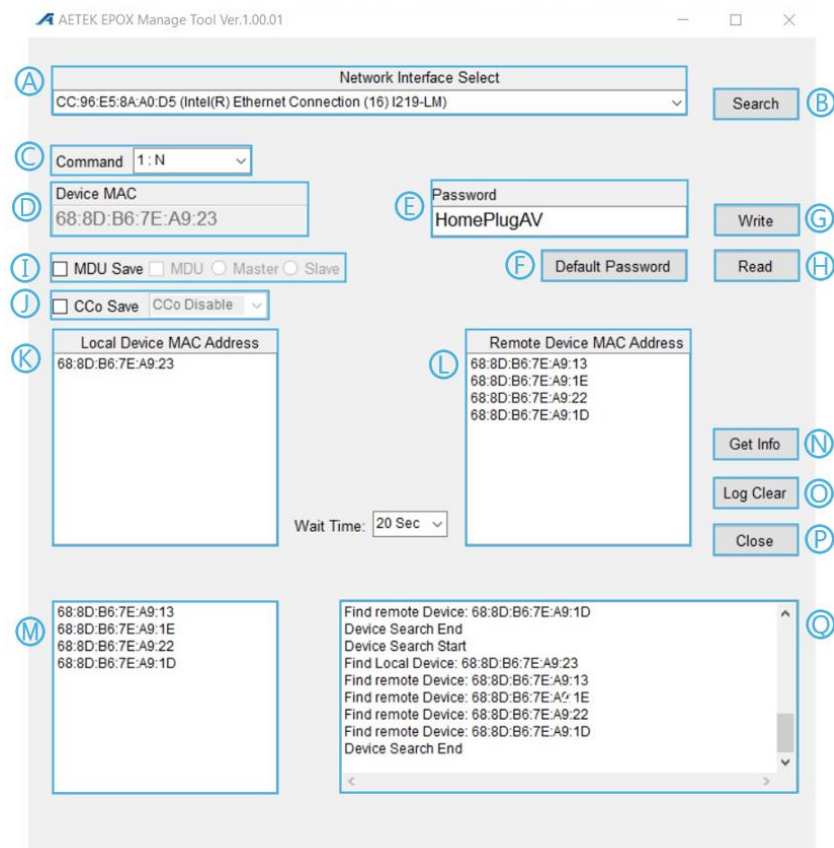 AETEK EPOX Manage Tool Ver.1.00.01
A
Network Interface Select
CC:96:E5:8A:A0:D5 (Intel(R) Ethernet Connection (16) I219-LM)
Search
B
C
Command
1 : N
D
Device MAC
68:8D:B6:7E:A9:23
E
Password
HomePlugAV
Write
G
F
Default Password
Read
H
I
MDU Save
MDU
Master
Slave
J
CCo Save
CCo Disable
K
Local Device MAC Address
68:8D:B6:7E:A9:23
L
Remote Device MAC Address
68:8D:B6:7E:A9:13
68:8D:B6:7E:A9:1E
68:8D:B6:7E:A9:22
68:8D:B6:7E:A9:1D
Get Info
N
Log Clear
O
Wait Time:
20 Sec
Close
P
M
68:8D:B6:7E:A9:13
68:8D:B6:7E:A9:1E
68:8D:B6:7E:A9:22
68:8D:B6:7E:A9:1D
Find remote Device: 68:8D:B6:7E:A9:1D
Device Search End
Device Search Start
Find Local Device: 68:8D:B6:7E:A9:23
Find remote Device: 68:8D:B6:7E:A9:13
Find remote Device: 68:8D:B6:7E:A9:1E
Find remote Device: 68:8D:B6:7E:A9:22
Find remote Device: 68:8D:B6:7E:A9:1D
Device Search End
Q